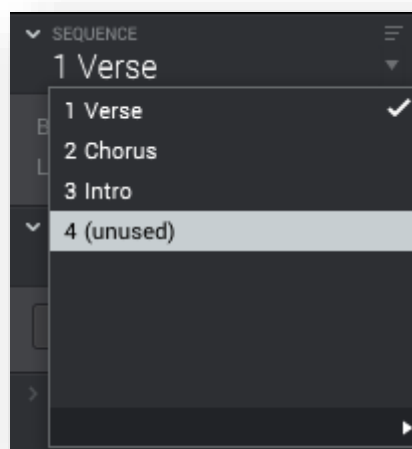 SEQUENCE
1 Verse
1 Verse
2 Chorus
3 Intro
4 (unused)